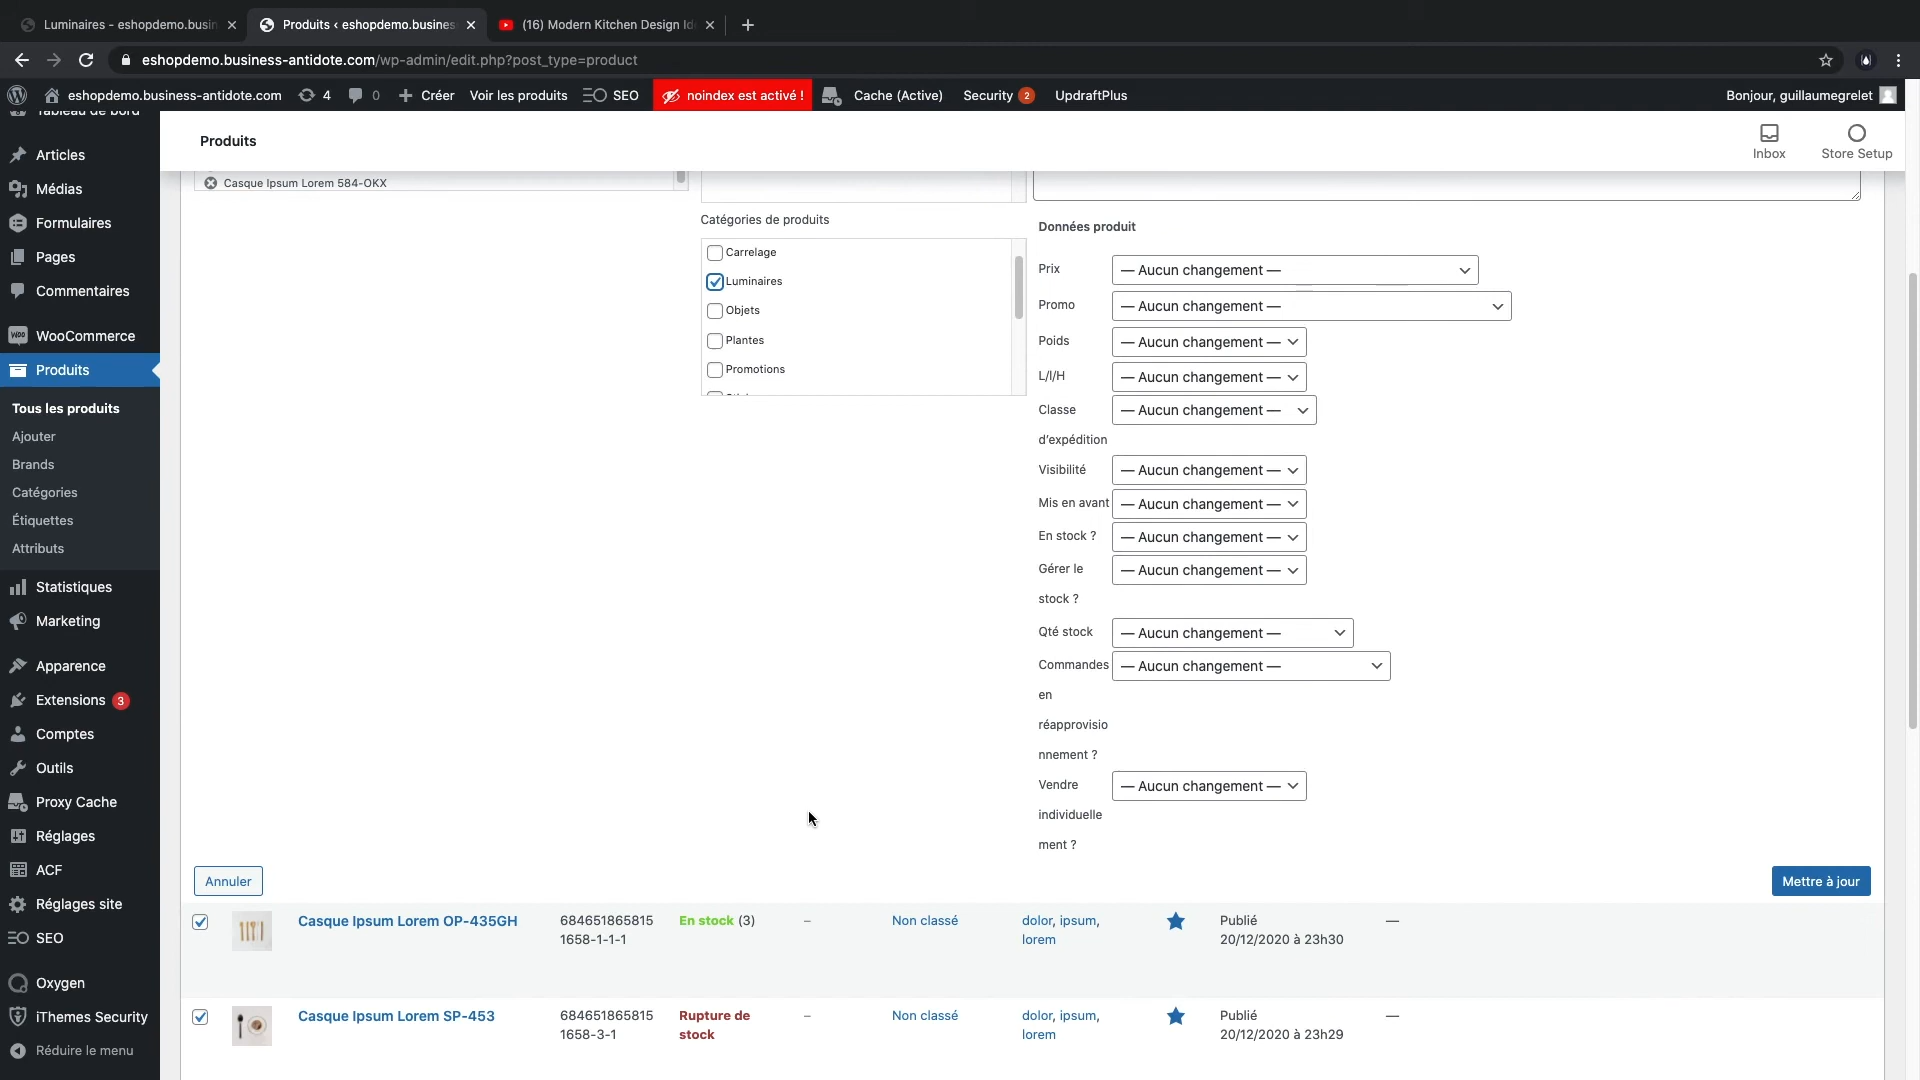 Luminaires - eshopdemo.busin
Produits ‹ eshopdemo.busines
(16) Modern Kitchen Design Id
eshopdemo.business-antidote.com/wp-admin/edit.php?post_type=product
eshopdemo.business-antidote.com
4
0
Créer
Voir les produits
SEO
noindex est activé !
Cache (Active)
Security 2
UpdraftPlus
Bonjour, guillaumegrelet
Tableau de bord
Articles
Médias
Formulaires
Pages
Commentaires
WooCommerce
Produits
Tous les produits
Ajouter
Brands
Catégories
Étiquettes
Attributs
Statistiques
Marketing
Apparence
Extensions 3
Comptes
Outils
Proxy Cache
Réglages
ACF
Réglages site
SEO
Oxygen
iThemes Security
Réduire le menu
Produits
Inbox
Store Setup
Casque Ipsum Lorem 584-OKX
Catégories de produits
Carrelage
Luminaires
Objets
Plantes
Promotions
Données produit
Prix — Aucun changement —
Promo — Aucun changement —
Poids — Aucun changement —
L/l/H — Aucun changement —
Classe — Aucun changement —
d'expédition
Visibilité — Aucun changement —
Mis en avant — Aucun changement —
En stock ? — Aucun changement —
Gérer le — Aucun changement —
stock ?
Qté stock — Aucun changement —
Commandes — Aucun changement —
en
réapprovisio
nnement ?
Vendre — Aucun changement —
individuelle
ment ?
Annuler
Mettre à jour
Casque Ipsum Lorem OP-435GH 684651865815 En stock (3) – Non classé dolor, ipsum, Publié —
1658-1-1-1 lorem 20/12/2020 à 23h30
Casque Ipsum Lorem SP-453 684651865815 Rupture de – Non classé dolor, ipsum, Publié —
1658-3-1 stock lorem 20/12/2020 à 23h29